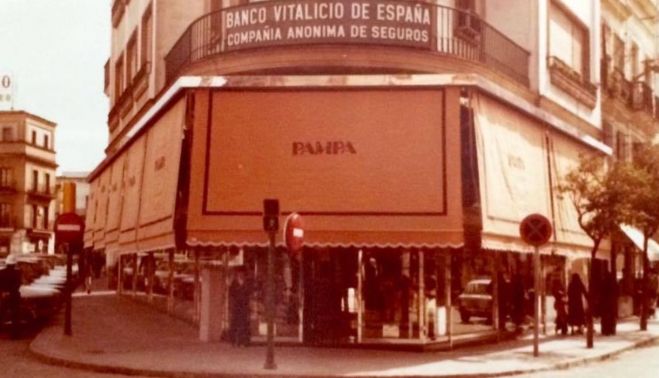 BANCO VITALICIO DE ESPAÑA
COMPAÑIA ANONIMA DE SEGUROS
PAMPA